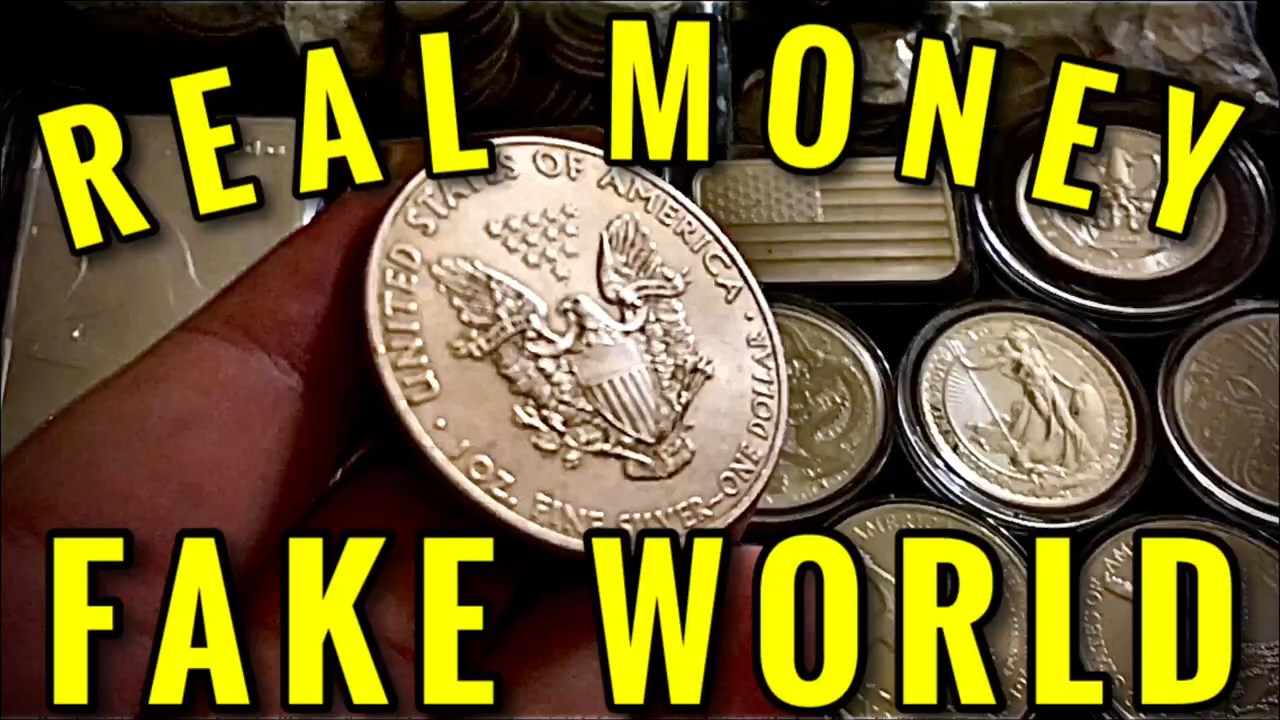 REAL MONEY
UNITED STATES OF AMERICA · 1 OZ. FINE SILVER~ONE DOLLAR ·
FAKE WORLD